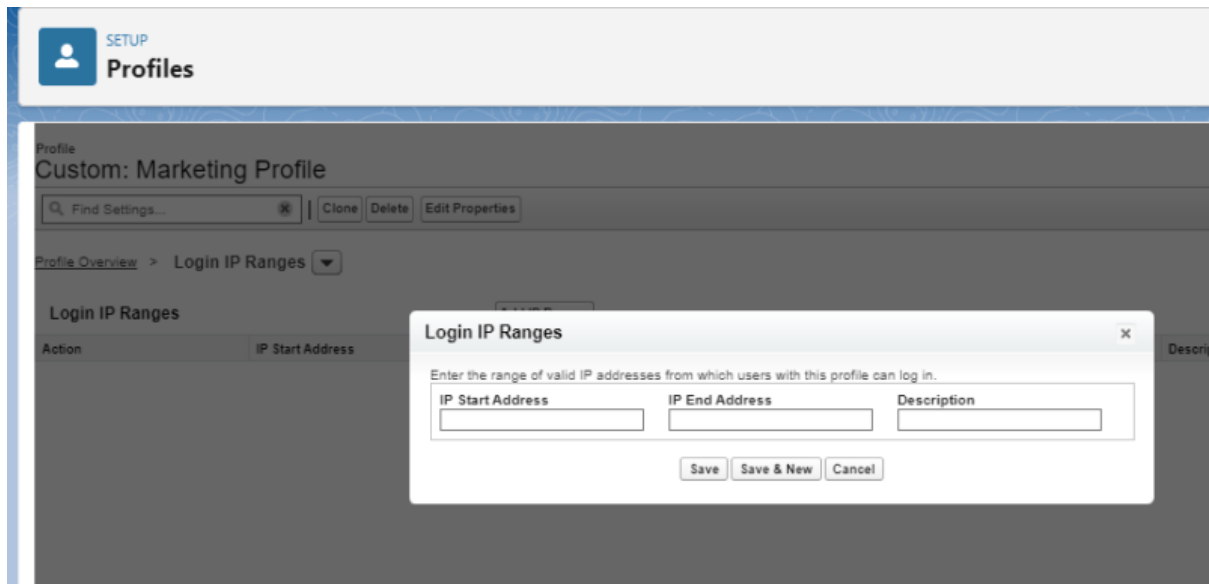 SETUP
Profiles
Profile
Custom: Marketing Profile
Find Settings... | Clone Delete Edit Properties
Profile Overview > Login IP Ranges
Login IP Ranges
Action IP Start Address
Login IP Ranges
Enter the range of valid IP addresses from which users with this profile can log in.
IP Start Address IP End Address Description
Save Save & New Cancel